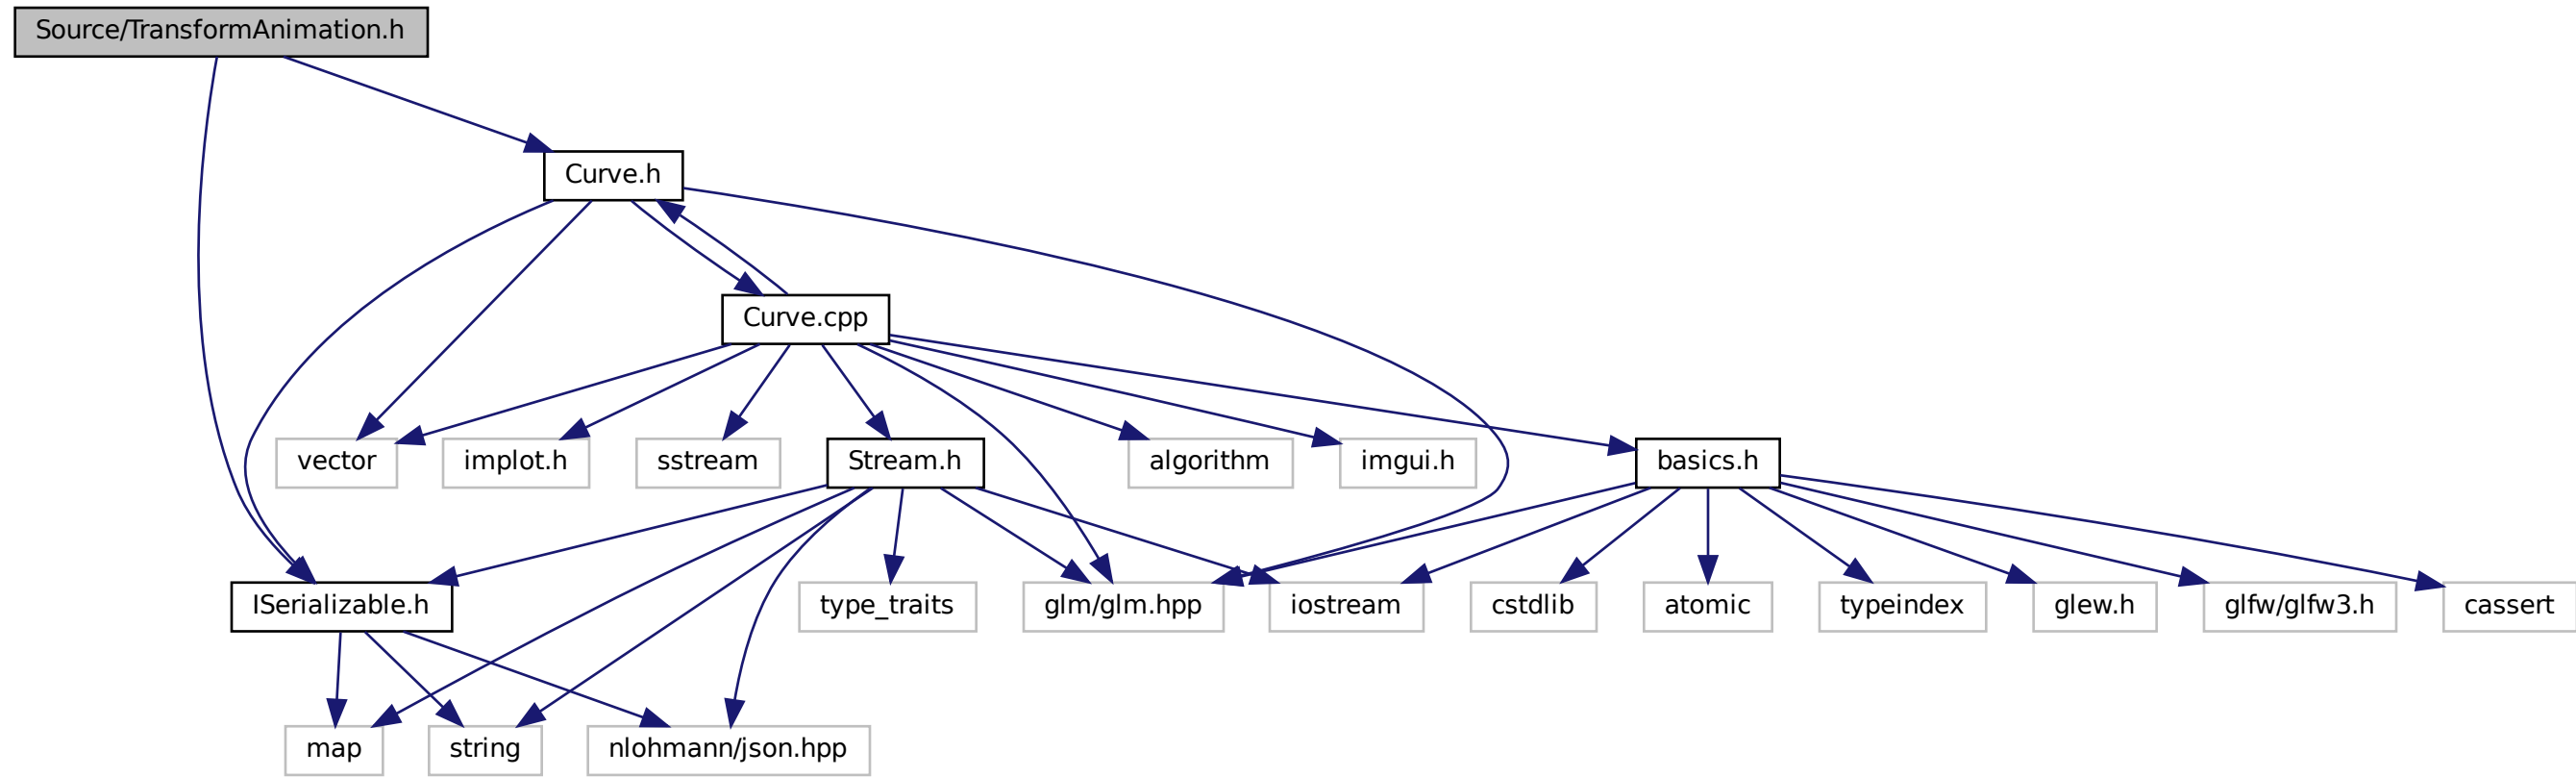 Source/TransformAnimation.h
Curve.h
Curve.cpp
vector
implot.h
sstream
Stream.h
algorithm
imgui.h
basics.h
ISerializable.h
type_traits
glm/glm.hpp
iostream
cstdlib
atomic
typeindex
glew.h
glfw/glfw3.h
cassert
map
string
nlohmann/json.hpp